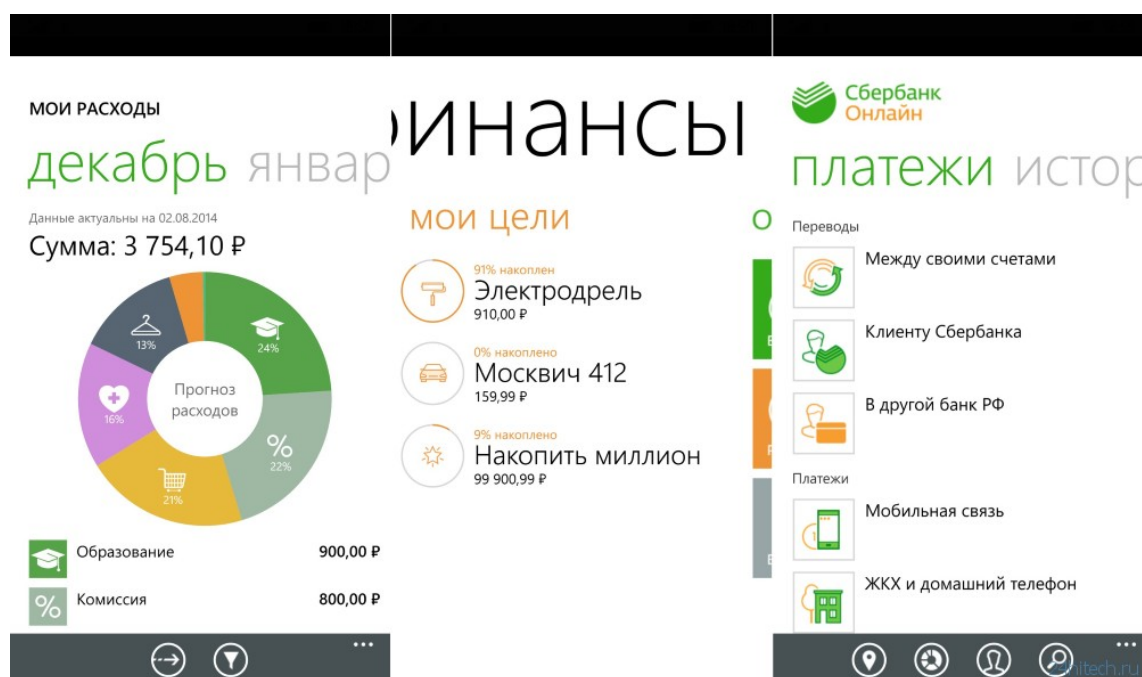 МОИ РАСХОДЫ
декабрь январ
Данные актуальны на 02.08.2014
Сумма: 3 754,10 ₽
13%
24%
Прогноз
расходов
16%
%
22%
21%
Образование 900,00 ₽
% Комиссия 800,00 ₽
финансы
мои цели
91% накоплен
Электродрель
910,00 ₽
0% накоплено
Москвич 412
159,99 ₽
9% накоплено
Накопить миллион
99 900,99 ₽
Сбербанк
Онлайн
платежи истор
Переводы
Между своими счетами
Клиенту Сбербанка
В другой банк РФ
Платежи
Мобильная связь
ЖКХ и домашний телефон
24hitech.ru